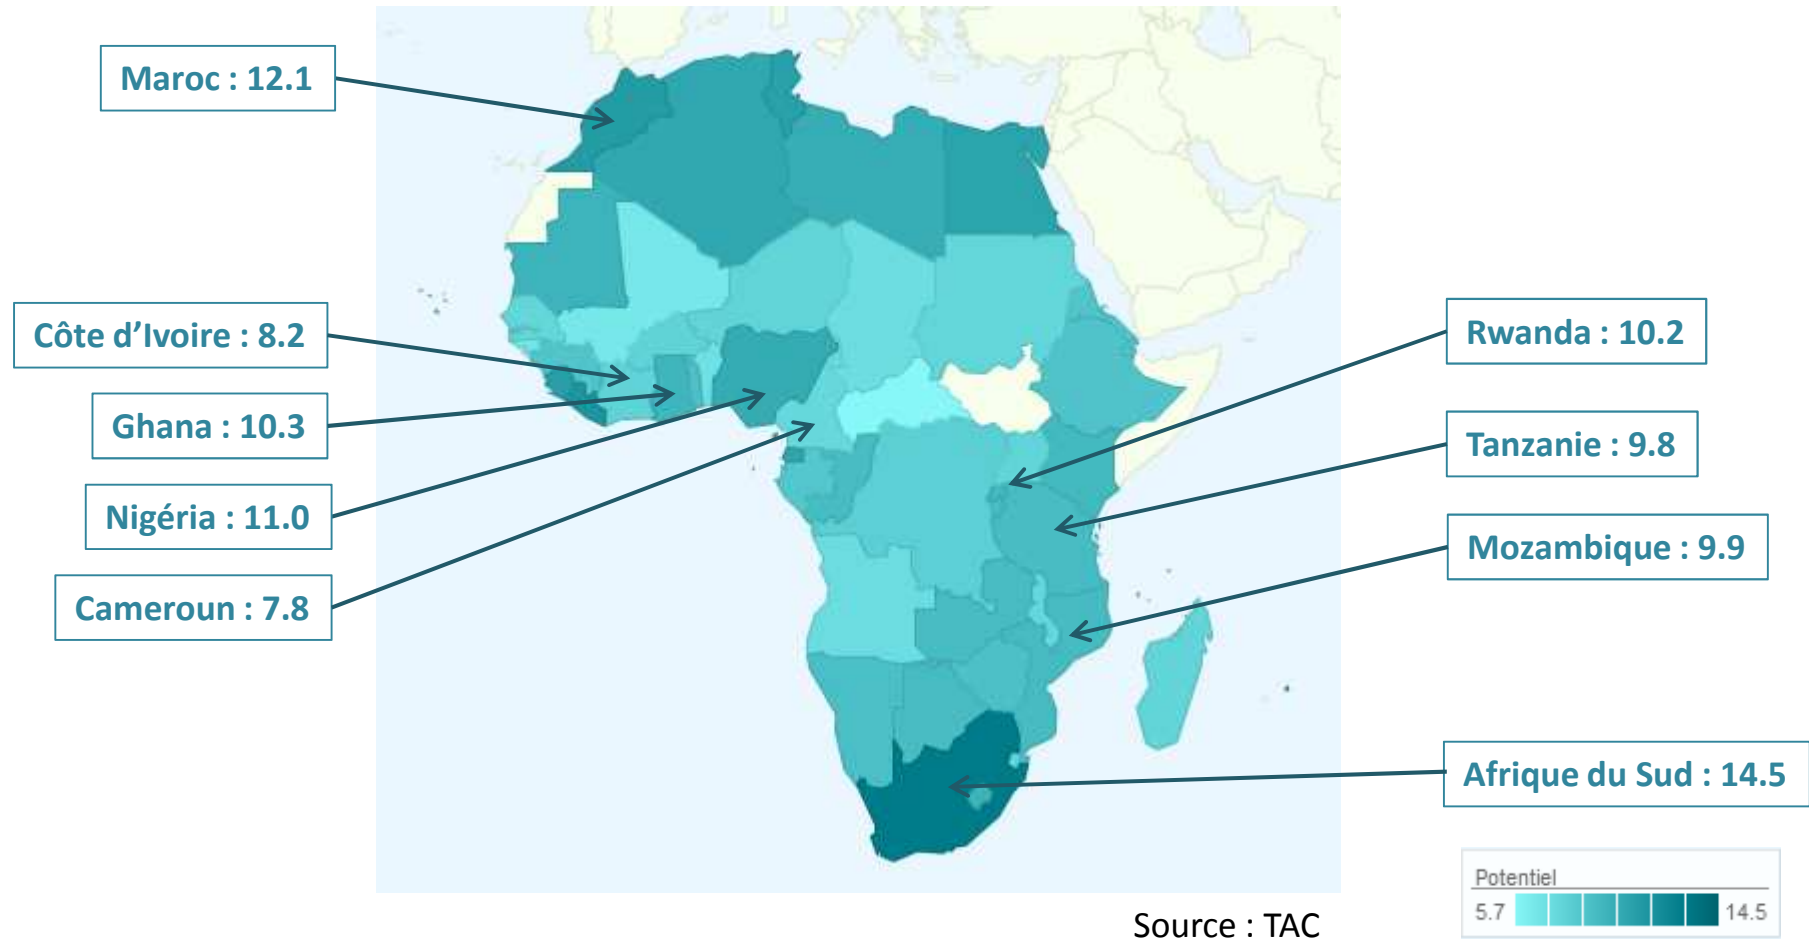 Maroc : 12.1
Côte d’Ivoire : 8.2
Ghana : 10.3
Nigéria : 11.0
Cameroun : 7.8
Rwanda : 10.2
Tanzanie : 9.8
Mozambique : 9.9
Afrique du Sud : 14.5
Potentiel
5.7 14.5
Source : TAC